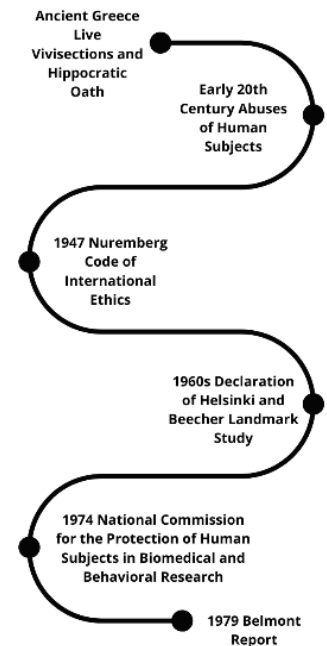 Ancient Greece
Live
Vivisections and
Hippocratic
Oath
Early 20th
Century Abuses
of Human
Subjects
1947 Nuremberg
Code of
International
Ethics
1960s Declaration
of Helsinki and
Beecher Landmark
Study
1974 National Commission
for the Protection of Human
Subjects in Biomedical and
Behavioral Research
1979 Belmont
Report